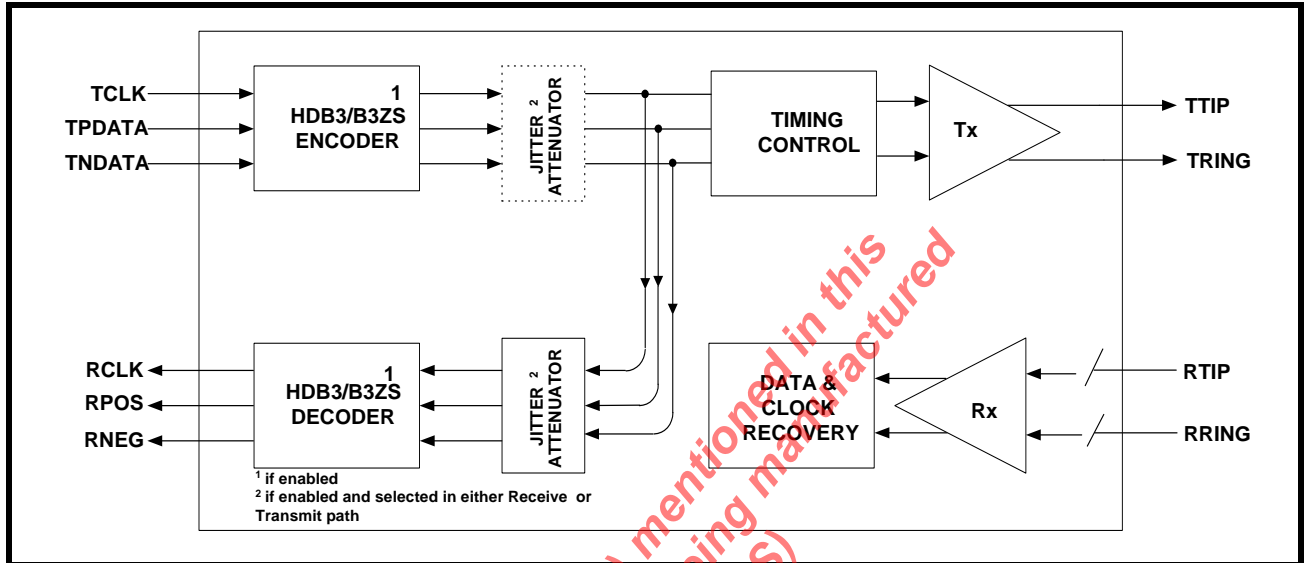 TCLK
TPDATA
TNDATA
1
HDB3/B3ZS
ENCODER
JITTER 2
ATTENUATOR
TIMING
CONTROL
Tx
TTIP
TRING
RCLK
RPOS
RNEG
1
HDB3/B3ZS
DECODER
JITTER 2
ATTENUATOR
DATA &
CLOCK
RECOVERY
Rx
RTIP
RRING
1 if enabled
2 if enabled and selected in either Receive or
Transmit path
mentioned in this
manufactured